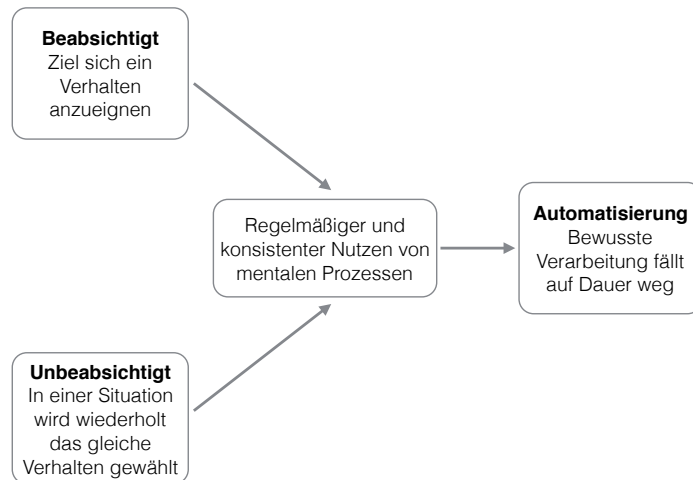 Beabsichtigt
Ziel sich ein
Verhalten
anzueignen
Regelmäßiger und
konsistenter Nutzen von
mentalen Prozessen
Automatisierung
Bewusste
Verarbeitung fällt
auf Dauer weg
Unbeabsichtigt
In einer Situation
wird wiederholt
das gleiche
Verhalten gewählt